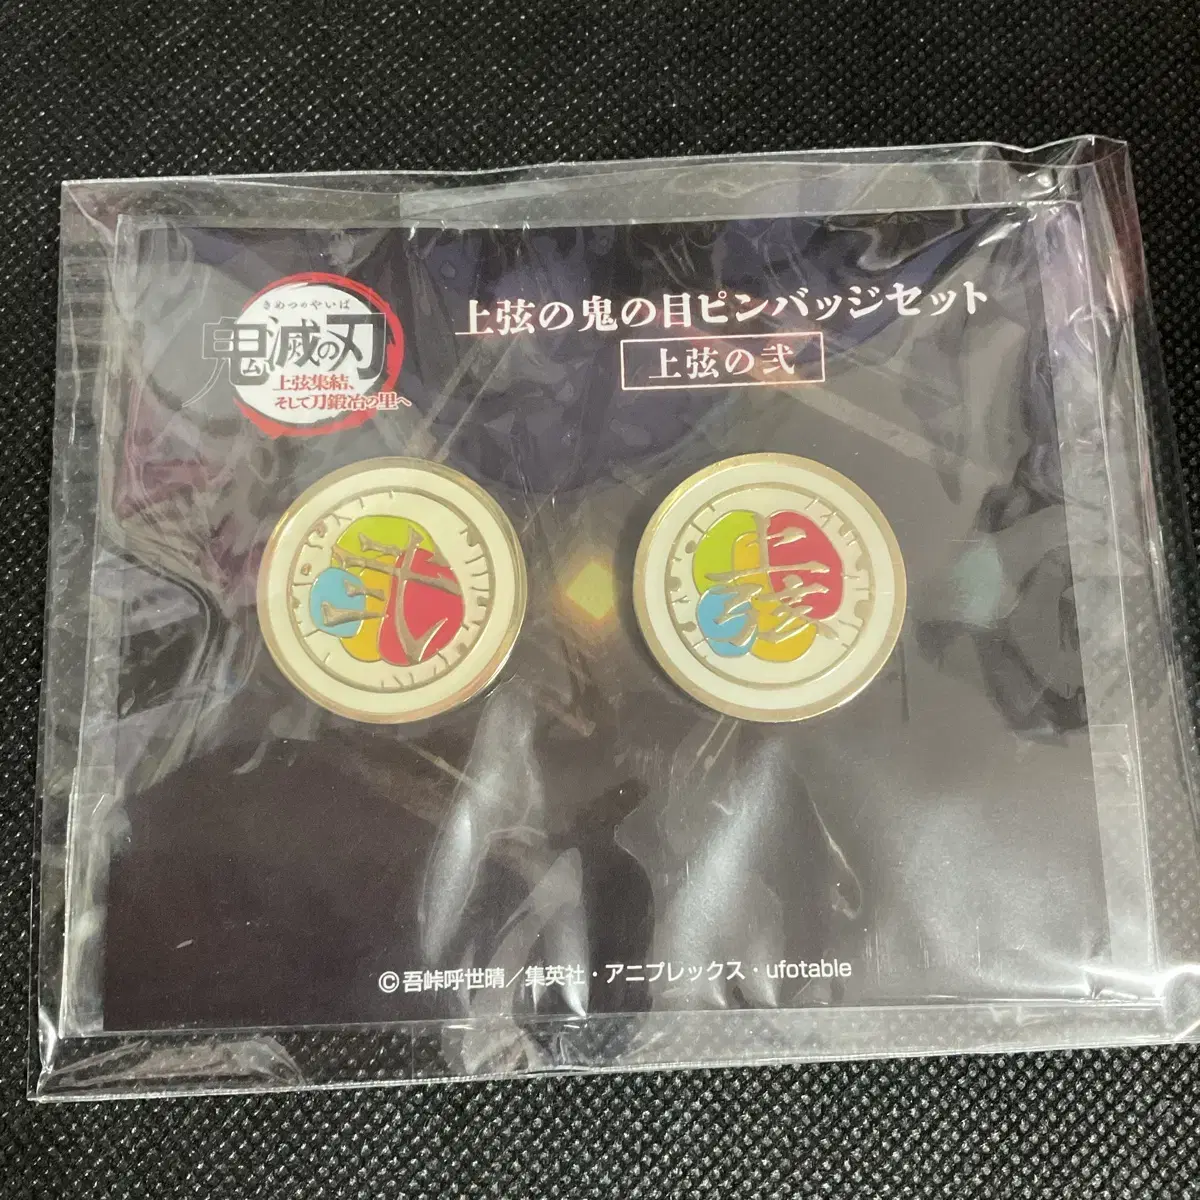 きめつのやいば
鬼滅の刃
上弦集結、
そして刀鍛冶の里へ
上弦の鬼の目ピンバッジセット
上弦の弐
弐
上弦
©吾峠呼世晴／集英社・アニプレックス・ufotable